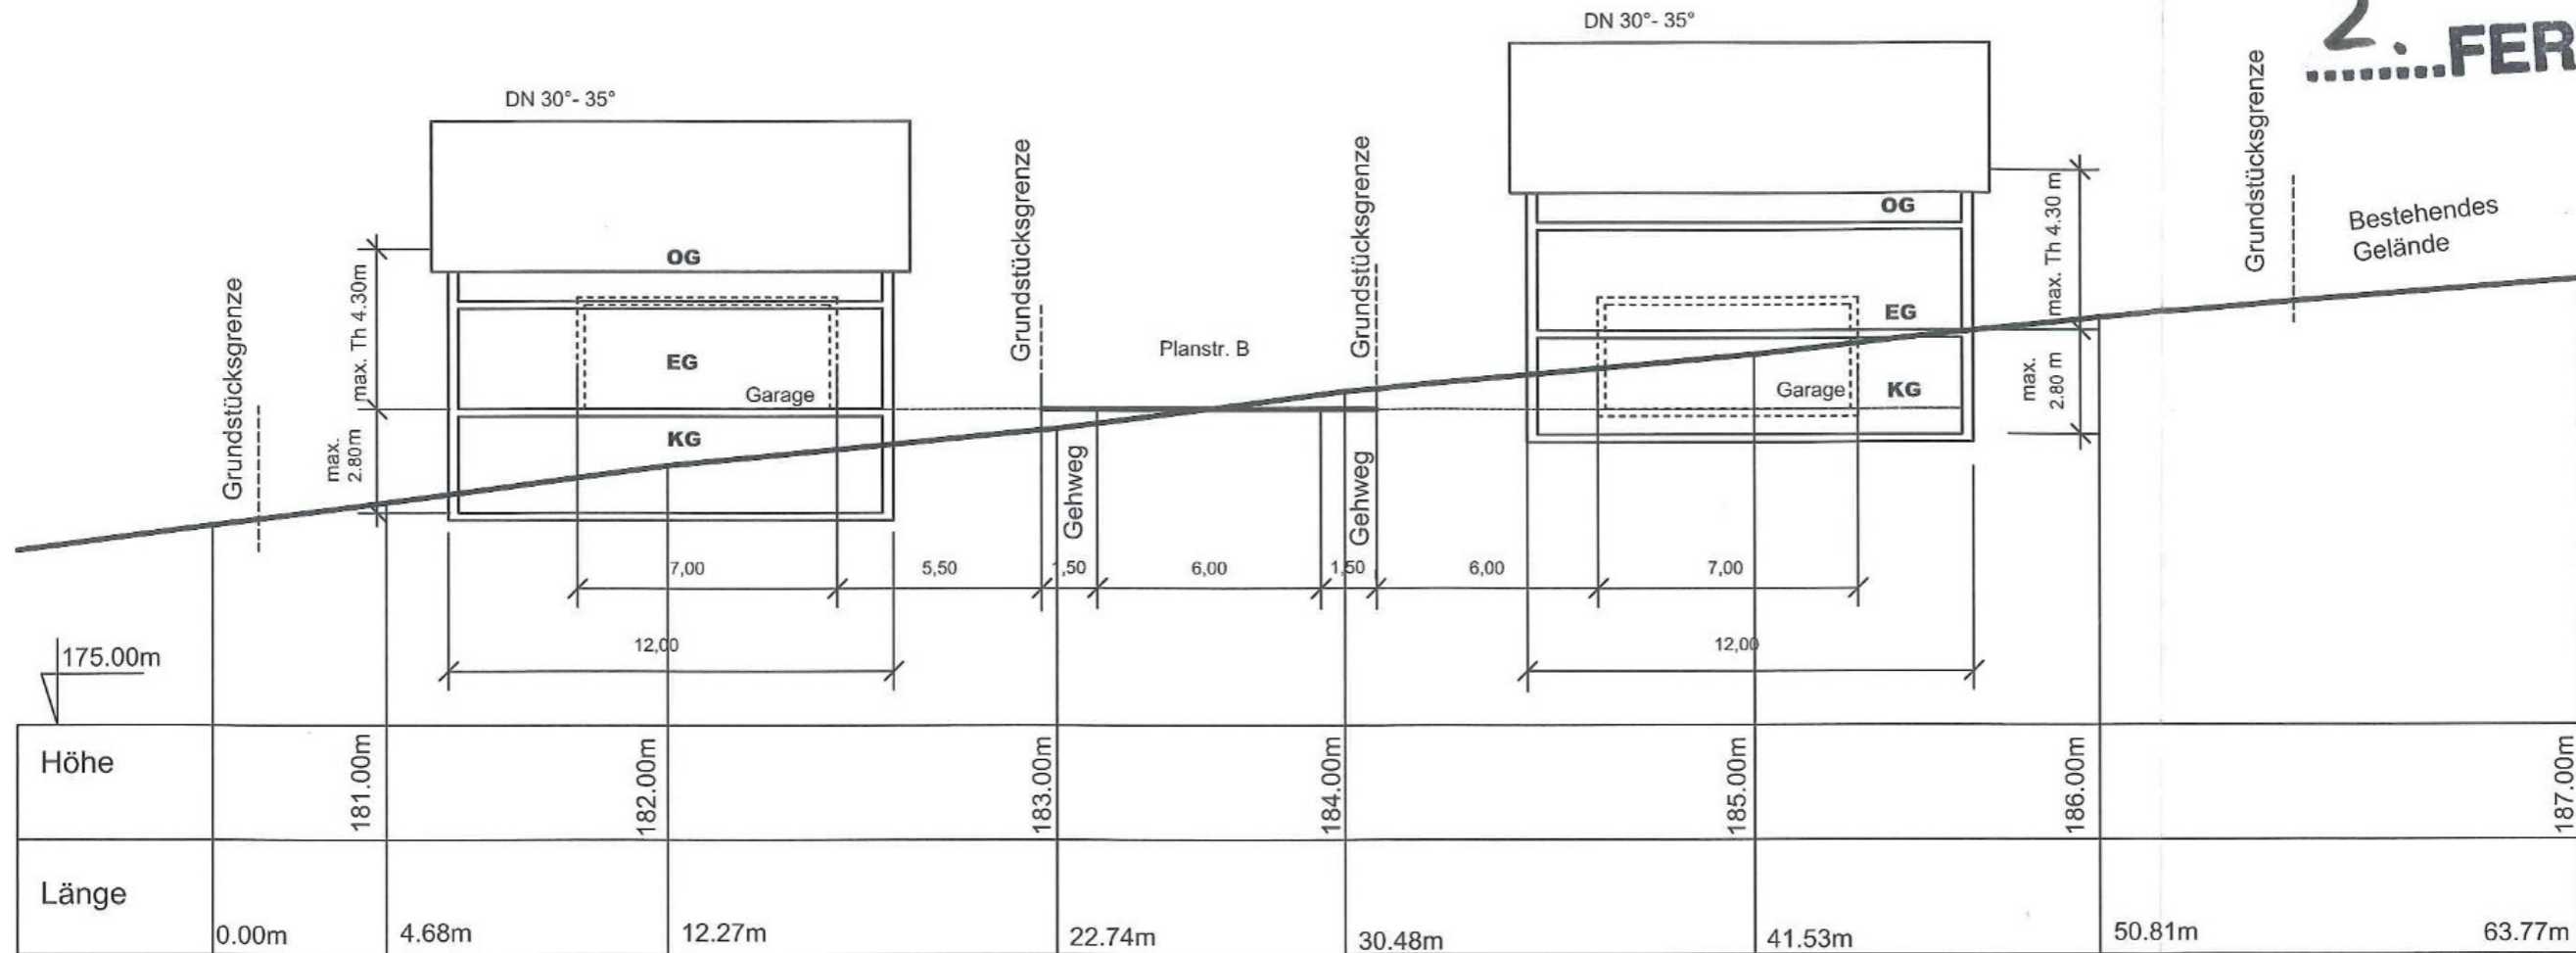 DN 30°- 35°
DN 30°- 35°
2.
........FER
Grundstücksgrenze
max. Th 4.30m
max.
2.80m
OG
EG
Garage
KG
Grundstücksgrenze
Planstr. B
Grundstücksgrenze
Gehweg
Gehweg
OG
EG
Garage
KG
max. Th 4.30 m
max.
2.80 m
Grundstücksgrenze
Bestehendes
Gelände
7,00
5,50
1,50
6,00
1,50
6,00
7,00
12,00
12,00
175.00m
Höhe
181.00m
182.00m
183.00m
184.00m
185.00m
186.00m
187.00m
Länge
0.00m
4.68m
12.27m
22.74m
30.48m
41.53m
50.81m
63.77m